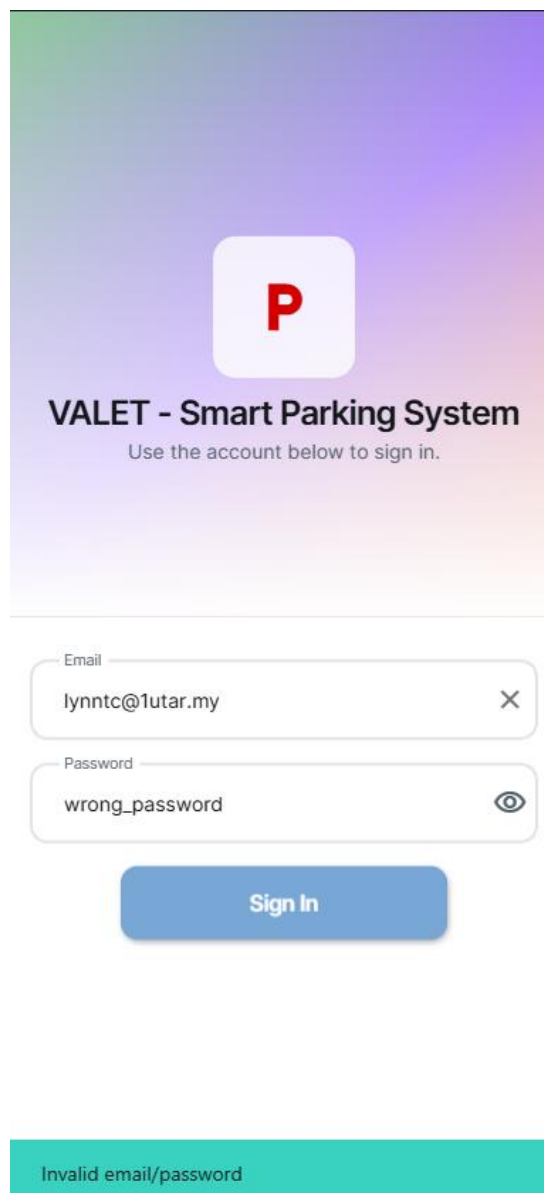 P
VALET - Smart Parking System
Use the account below to sign in.
Email
lynntc@1utar.my
Password
wrong_password
Sign In
Invalid email/password